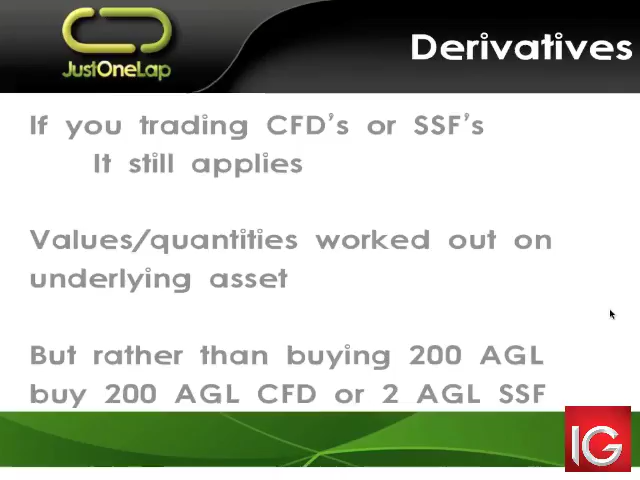 JustOneLap
Derivatives
If you trading CFD's or SSF's
It still applies
Values/quantities worked out on
underlying asset
But rather than buying 200 AGL
buy 200 AGL CFD or 2 AGL SSF
IG